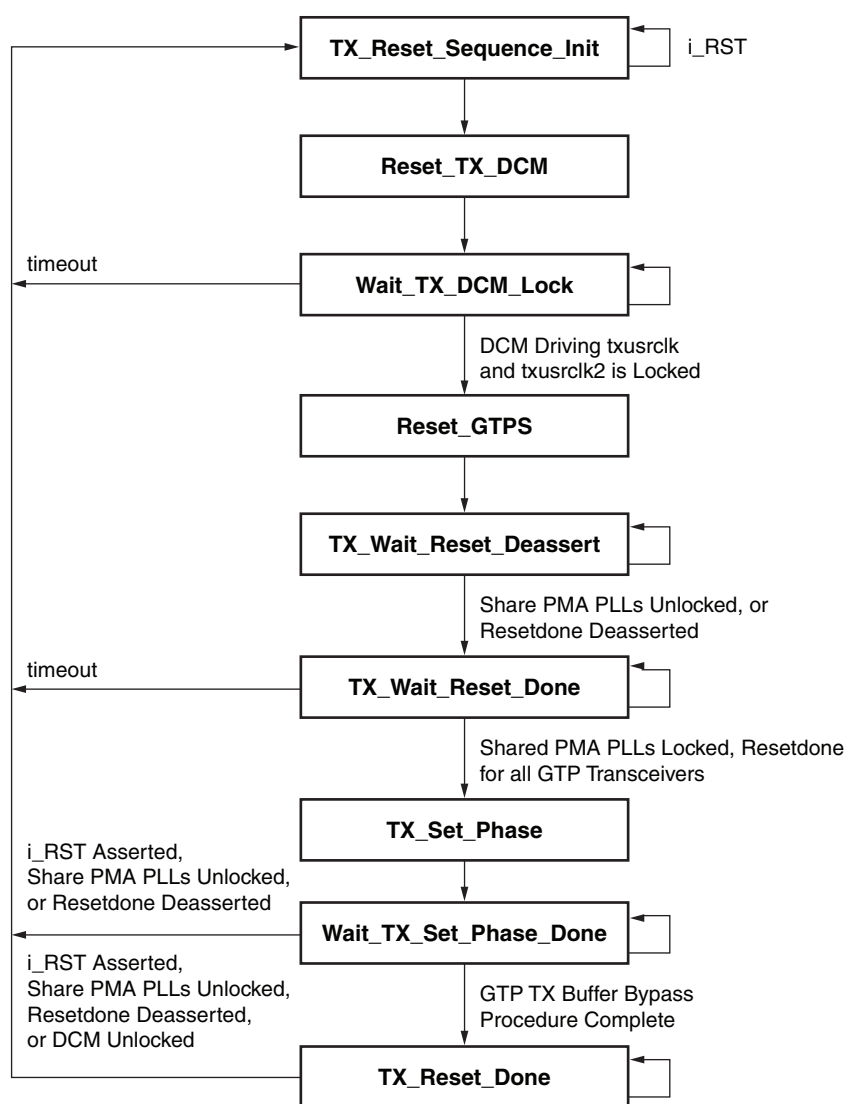 TX_Reset_Sequence_Init
i_RST
Reset_TX_DCM
timeout
Wait_TX_DCM_Lock
DCM Driving txusrclk
and txusrclk2 is Locked
Reset_GTPS
TX_Wait_Reset_Deassert
Share PMA PLLs Unlocked, or
Resetdone Deasserted
timeout
TX_Wait_Reset_Done
Shared PMA PLLs Locked, Resetdone
for all GTP Transceivers
TX_Set_Phase
i_RST Asserted,
Share PMA PLLs Unlocked,
or Resetdone Deasserted
Wait_TX_Set_Phase_Done
i_RST Asserted,
Share PMA PLLs Unlocked,
Resetdone Deasserted,
or DCM Unlocked
GTP TX Buffer Bypass
Procedure Complete
TX_Reset_Done